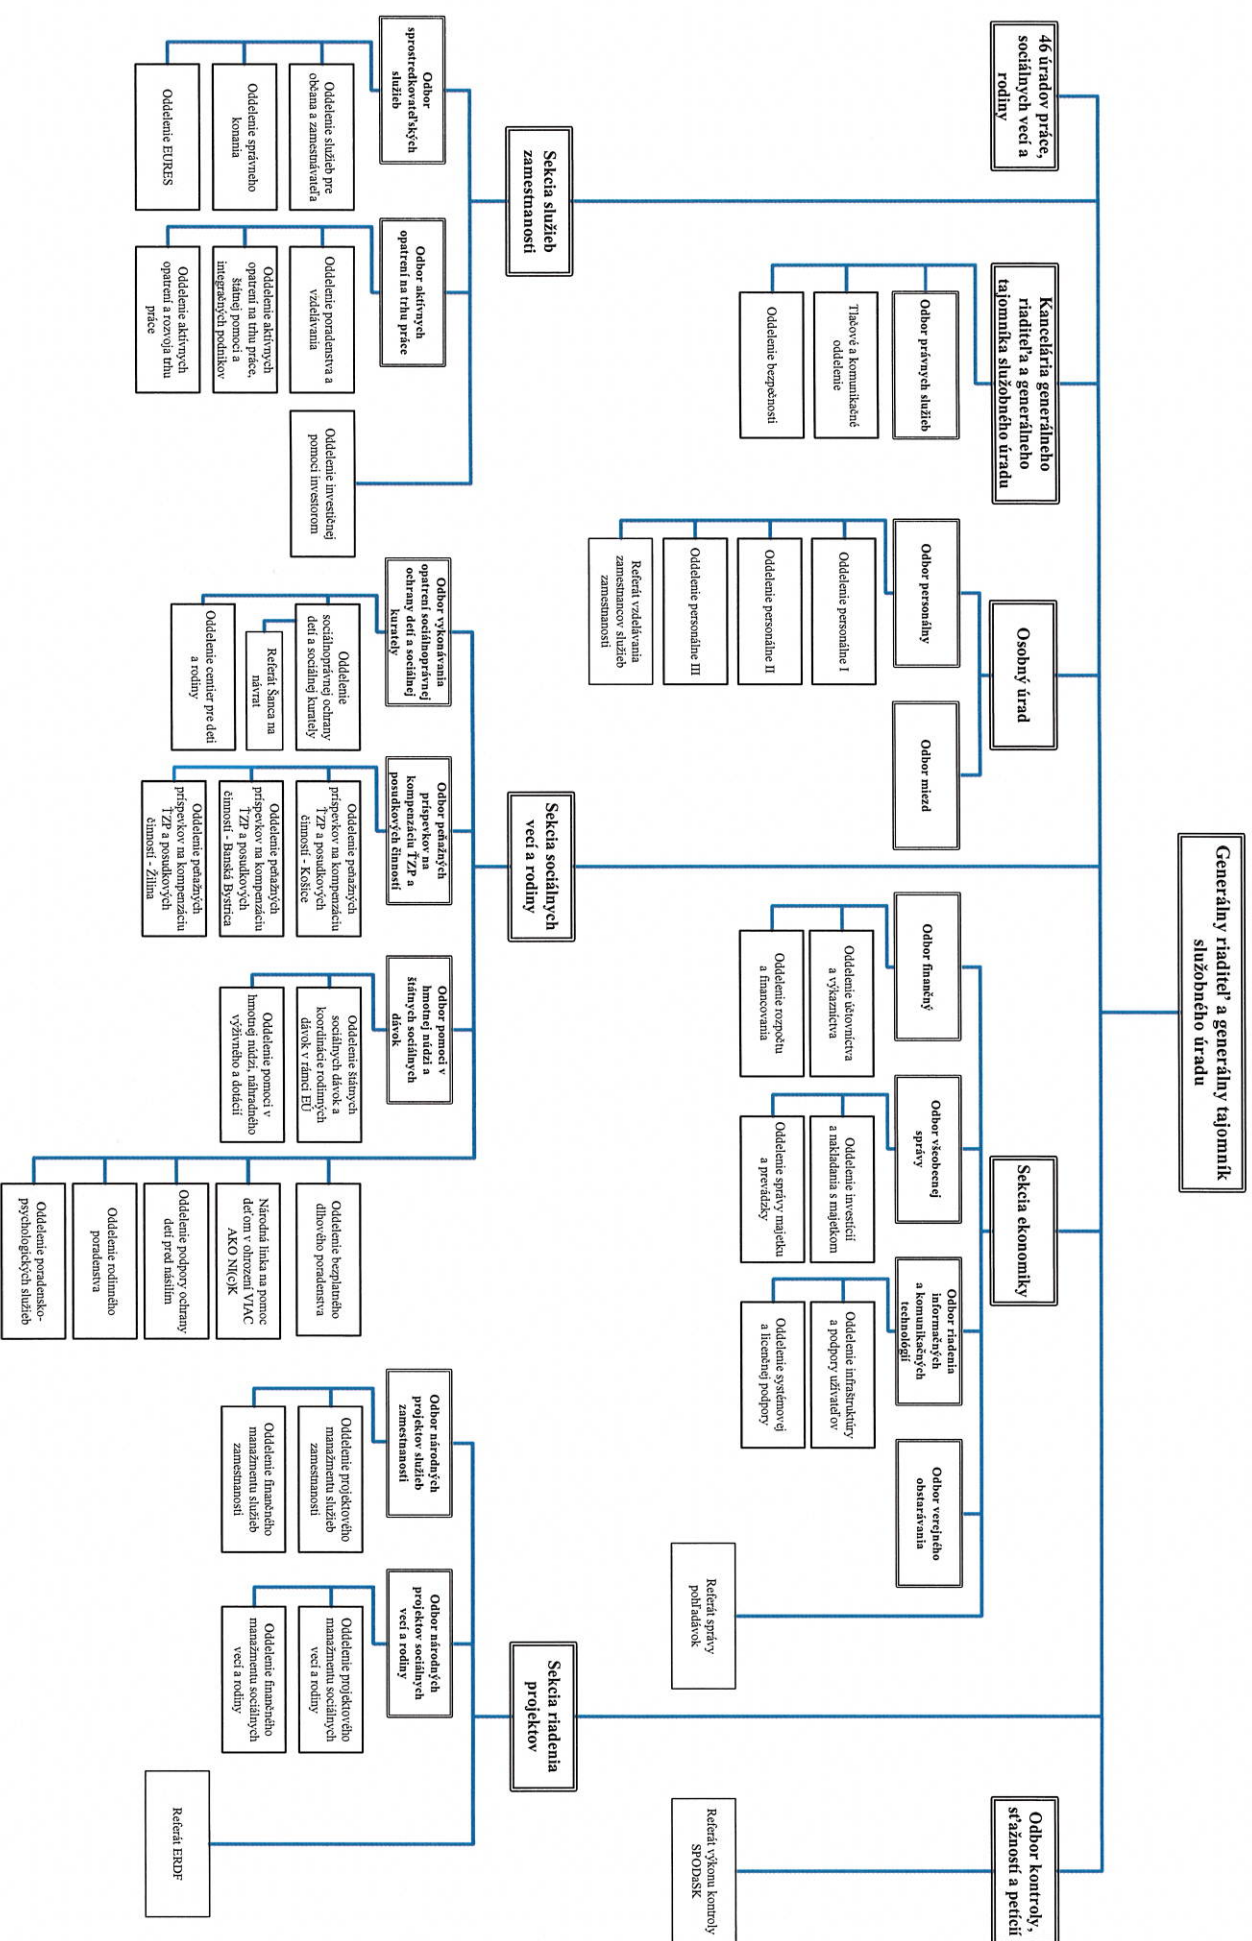 Generálny riaditeľ a generálny tajomník
služobného úradu
46 úradov práce,
sociálnych vecí a
rodiny
Kancelária generálneho
riaditeľa a generálneho
tajomníka služobného úradu
Odbor právnych služieb
Tlačové a komunikačné
oddelenie
Oddelenie bezpečnosti
Osobný úrad
Odbor personálny
Oddelenie personálne I
Oddelenie personálne II
Oddelenie personálne III
Referát vzdelávania
zamestnancov služieb
zamestnanosti
Odbor miezd
Sekcia ekonomiky
Odbor finančný
Oddelenie účtovníctva
a výkazníctva
Oddelenie rozpočtu
a financovania
Odbor všeobecnej
správy
Oddelenie investícií
a nakladania s majetkom
Oddelenie správy majetku
a prevádzky
Odbor riadenia
informačných
a komunikačných
technológií
Oddelenie infraštruktúry
a podpory užívateľov
Oddelenie systémovej
a licenčnej podpory
Odbor verejného
obstarávania
Referát správy
pohľadávok
Odbor kontroly,
sťažností a petícií
Referát výkonu kontroly
SPODaSK
Sekcia služieb
zamestnanosti
Odbor
sprostredkovateľských
služieb
Oddelenie služieb pre
občana a zamestnávateľa
Oddelenie správneho
konania
Oddelenie EURES
Odbor aktívnych
opatrení na trhu práce
Oddelenie poradenstva a
vzdelávania
Oddelenie aktívnych
opatrení na trhu práce,
štátnej pomoci a
integračných podnikov
Oddelenie aktívnych
opatrení a rozvoja trhu
práce
Oddelenie investičnej
pomoci investorom
Sekcia sociálnych
vecí a rodiny
Odbor vykonávania
opatrení sociálnoprávnej
ochrany detí a sociálnej
kurately
Oddelenie
sociálnoprávnej ochrany
detí a sociálnej kurately
Referát Šanca na
návrat
Oddelenie centier pre deti
a rodiny
Odbor peňažných
príspevkov na
kompenzáciu ŤZP a
posudkových činností
Oddelenie peňažných
príspevkov na kompenzáciu
ŤZP a posudkových
činností - Košice
Oddelenie peňažných
príspevkov na kompenzáciu
ŤZP a posudkových
činností - Banská Bystrica
Oddelenie peňažných
príspevkov na kompenzáciu
ŤZP a posudkových
činností - Žilina
Odbor pomoci v
hmotnej núdzi a
štátnych sociálnych
dávok
Oddelenie štátnych
sociálnych dávok a
koordinácie rodinných
dávok v rámci EÚ
Oddelenie pomoci v
hmotnej núdzi, náhradného
výživného a dotácií
Oddelenie bezplatného
dlhového poradenstva
Národná linka na pomoc
deťom v ohrození VIAC
AKO NI(c)K
Oddelenie podpory ochrany
detí pred násilím
Oddelenie rodinného
poradenstva
Oddelenie poradensko-
psychologických služieb
Sekcia riadenia
projektov
Odbor národných
projektov služieb
zamestnanosti
Oddelenie projektového
manažmentu služieb
zamestnanosti
Oddelenie finančného
manažmentu služieb
zamestnanosti
Odbor národných
projektov sociálnych
vecí a rodiny
Oddelenie projektového
manažmentu sociálnych
vecí a rodiny
Oddelenie finančného
manažmentu sociálnych
vecí a rodiny
Referát ERDF